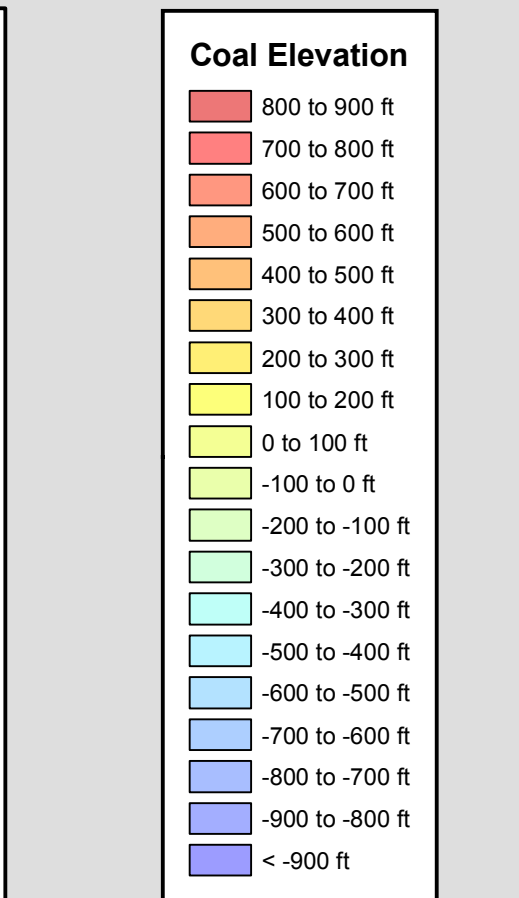 Coal Elevation
800 to 900 ft
700 to 800 ft
600 to 700 ft
500 to 600 ft
400 to 500 ft
300 to 400 ft
200 to 300 ft
100 to 200 ft
0 to 100 ft
-100 to 0 ft
-200 to -100 ft
-300 to -200 ft
-400 to -300 ft
-500 to -400 ft
-600 to -500 ft
-700 to -600 ft
-800 to -700 ft
-900 to -800 ft
< -900 ft